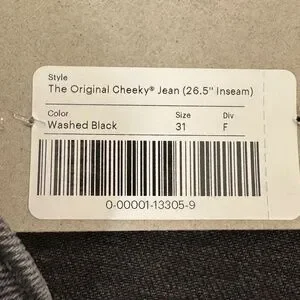 Style
The Original Cheeky® Jean (26.5" Inseam)
Color Size Div
Washed Black 31 F
0-00001-13305-9